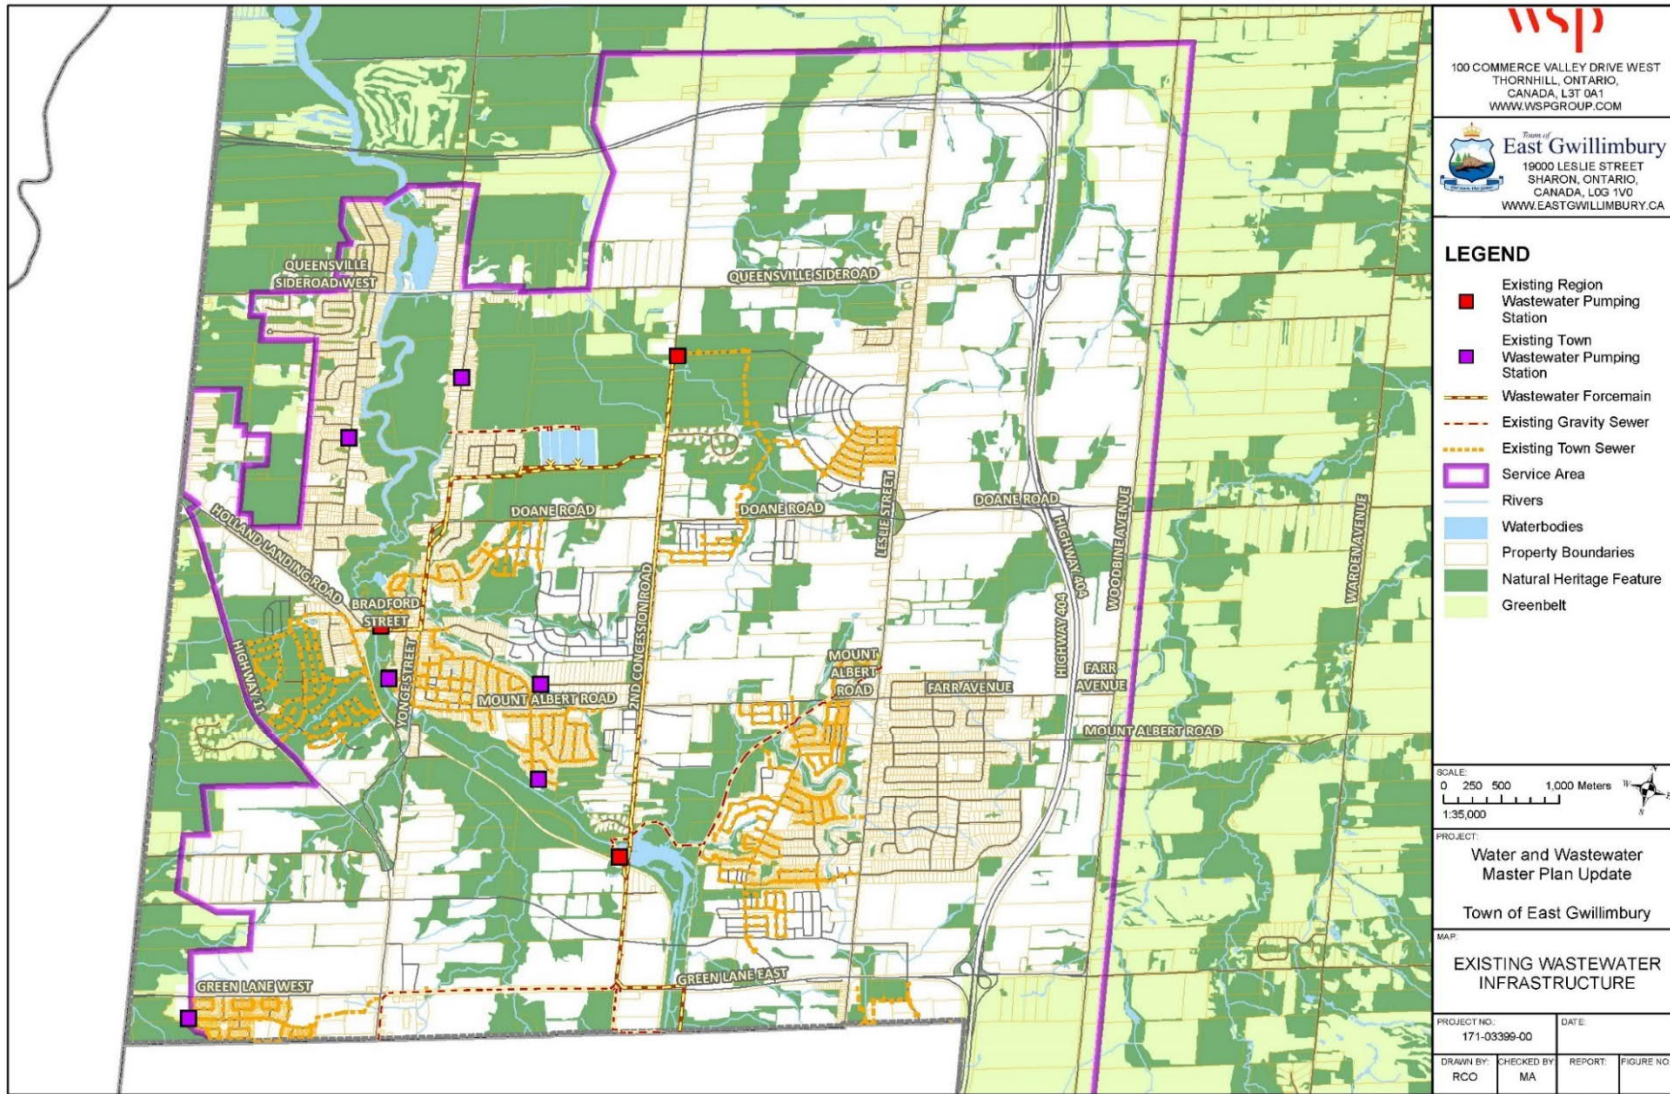 QUEENSVILLE
SIDEROAD WEST
QUEENSVILLE SIDEROAD
HOLLAND LANDING ROAD
DOANE ROAD
DOANE ROAD
DOANE ROAD
LESLIE STREET
HIGHWAY 404
WOODBINE AVENUE
WARDEN AVENUE
BRADFORD
STREET
HIGHWAY 11
YONGE STREET
2ND CONCESSION ROAD
MOUNT ALBERT ROAD
MOUNT
ALBERT
ROAD
FARR AVENUE
HIGHWAY 404
FARR
AVENUE
MOUNT ALBERT ROAD
GREEN LANE WEST
GREEN LANE EAST
wsp
100 COMMERCE VALLEY DRIVE WEST
THORNHILL, ONTARIO,
CANADA, L3T 0A1
WWW.WSPGROUP.COM
Town of
East Gwillimbury
19000 LESLIE STREET
SHARON, ONTARIO,
CANADA, L0G 1V0
WWW.EASTGWILLIMBURY.CA
LEGEND
Existing Region
Wastewater Pumping
Station
Existing Town
Wastewater Pumping
Station
Wastewater Forcemain
Existing Gravity Sewer
Existing Town Sewer
Service Area
Rivers
Waterbodies
Property Boundaries
Natural Heritage Feature
Greenbelt
SCALE:
0 250 500 1,000 Meters
1:35,000
N
W E
S
PROJECT:
Water and Wastewater
Master Plan Update
Town of East Gwillimbury
MAP:
EXISTING WASTEWATER
INFRASTRUCTURE
PROJECT NO.: DATE:
171-03399-00
DRAWN BY: CHECKED BY: REPORT: FIGURE NO:
RCO MA